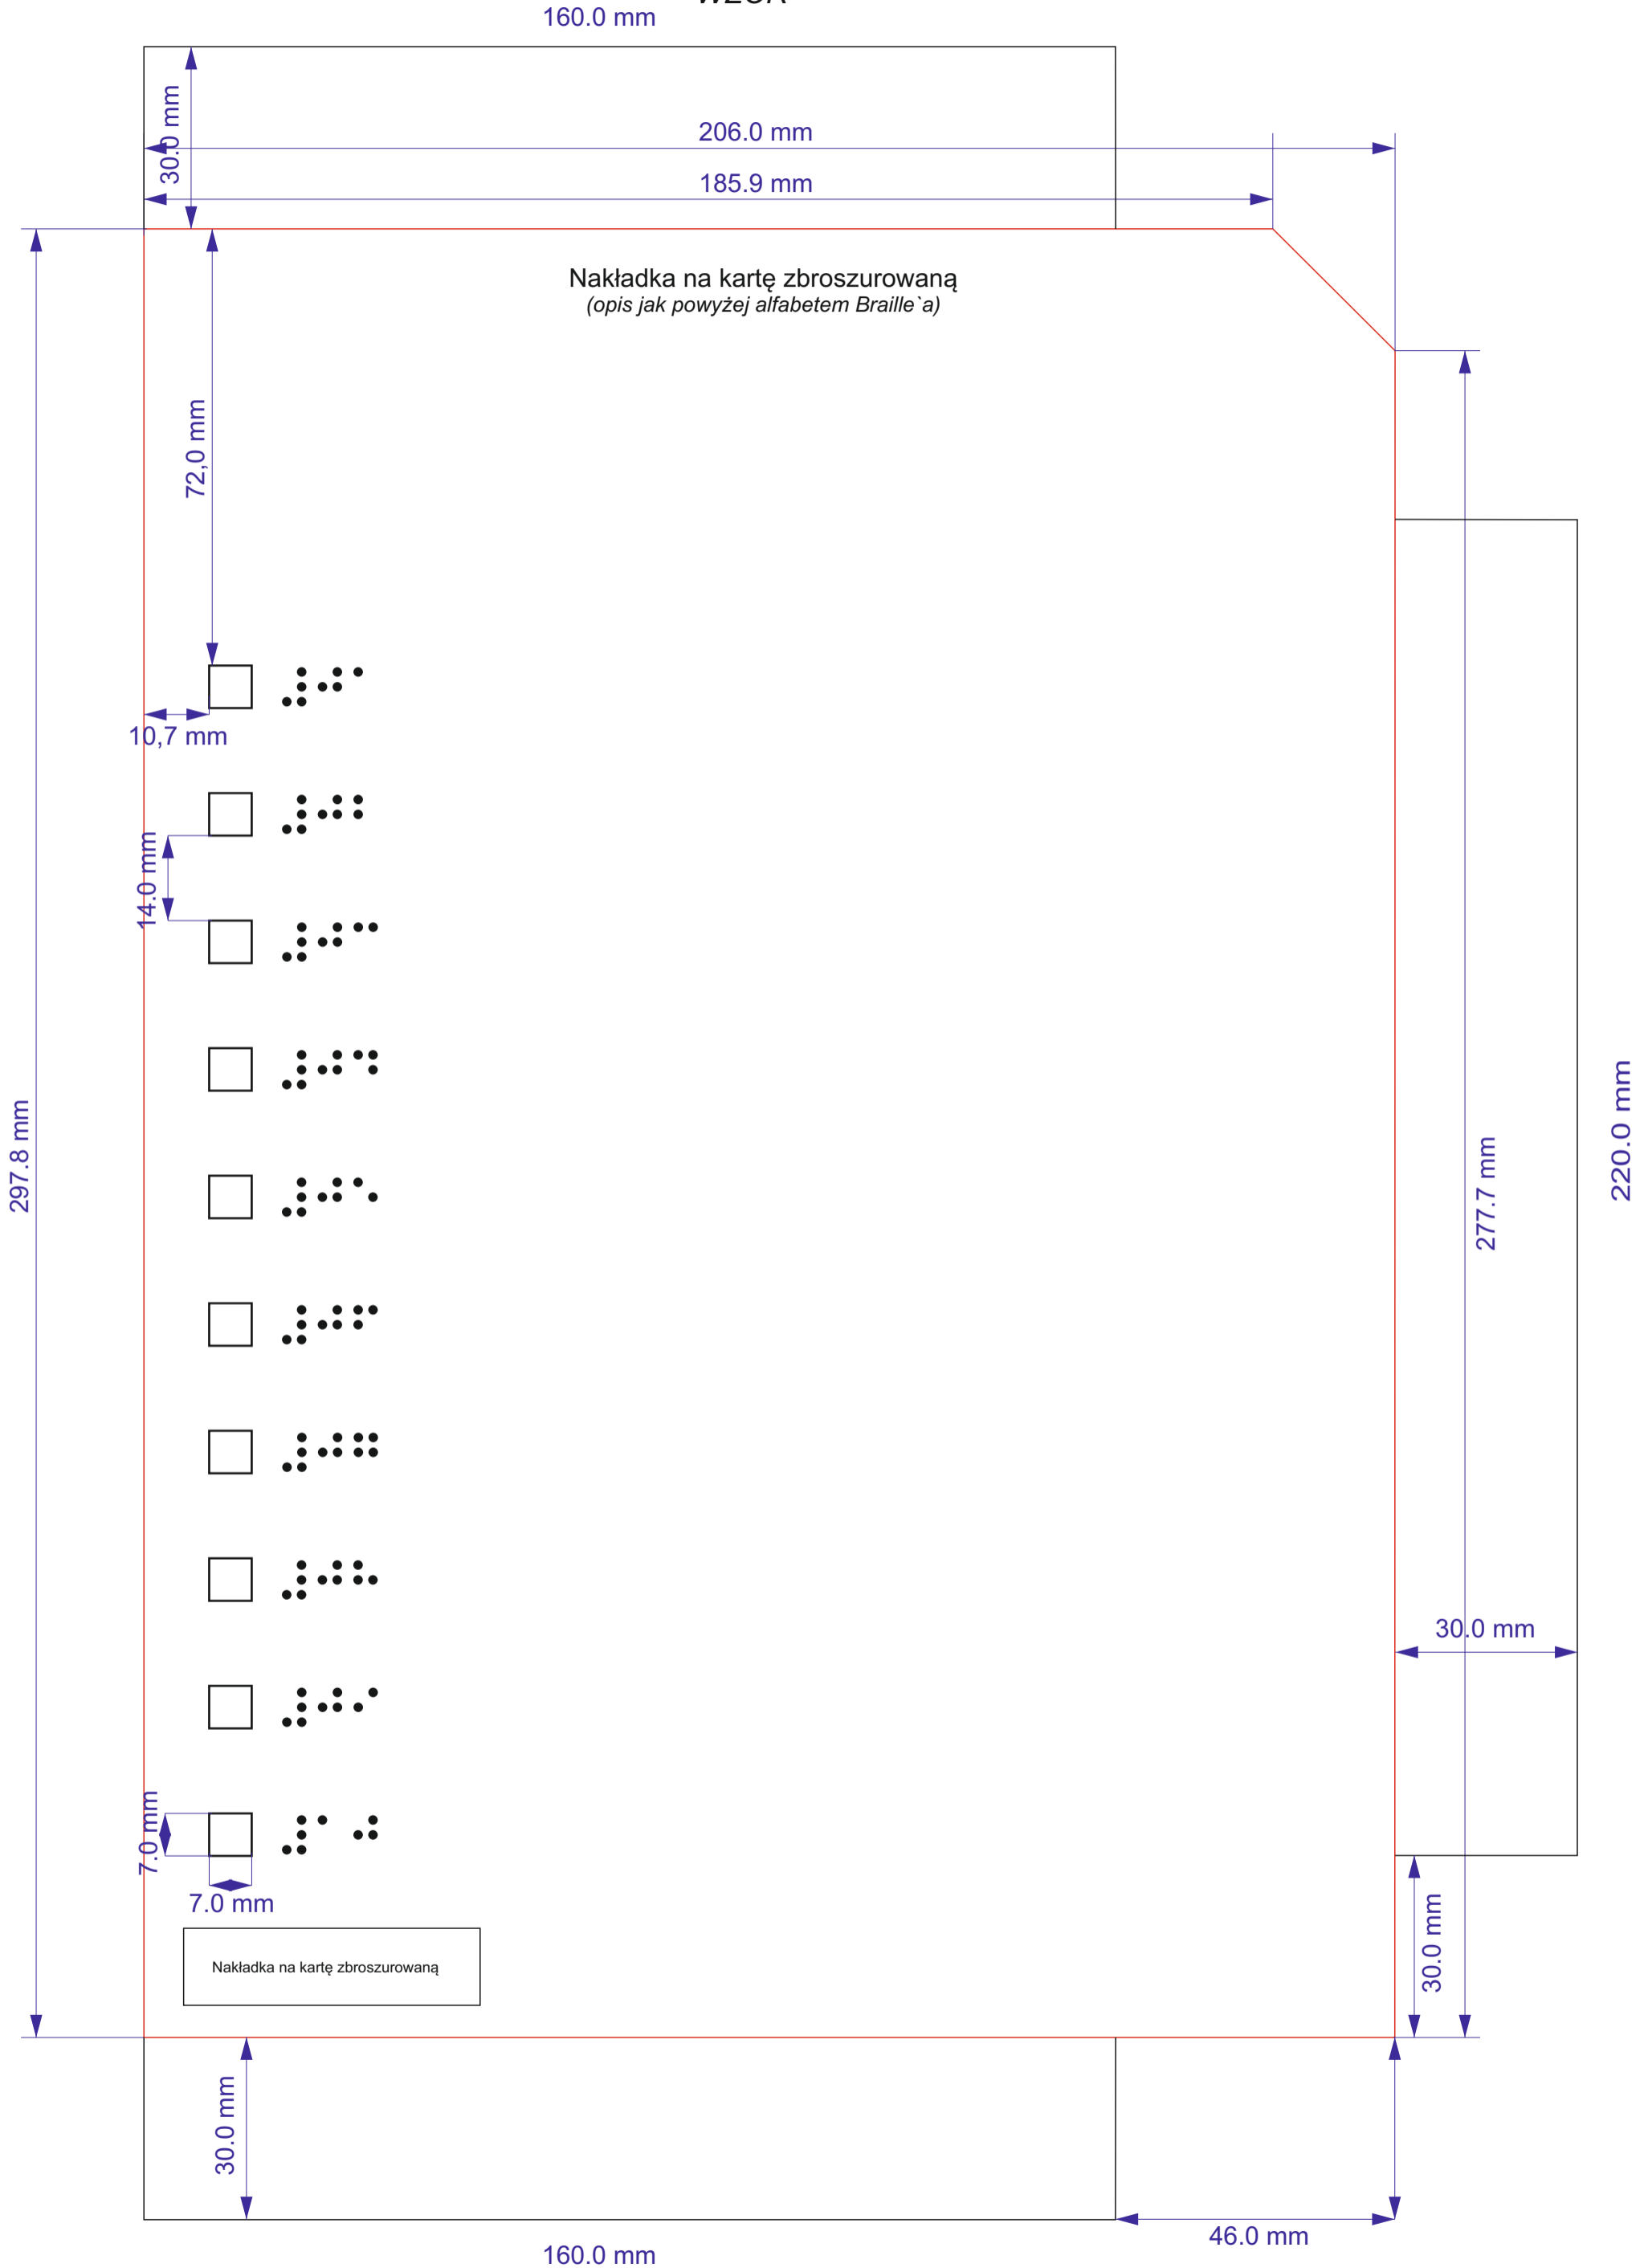 160.0 mm
30.0 mm
206.0 mm
185.9 mm
Nakładka na kartę zbroszurowaną
(opis jak powyżej alfabetem Braille`a)
72,0 mm
⠼⠚⠁
10,7 mm
⠼⠚⠃
14.0 mm
⠼⠚⠉
⠼⠚⠙
297.8 mm
277.7 mm
220.0 mm
⠼⠚⠑
⠼⠚⠋
⠼⠚⠛
⠼⠚⠓
30.0 mm
⠼⠚⠊
7.0 mm
⠼⠁⠚
7.0 mm
30.0 mm
Nakładka na kartę zbroszurowaną
30.0 mm
46.0 mm
160.0 mm